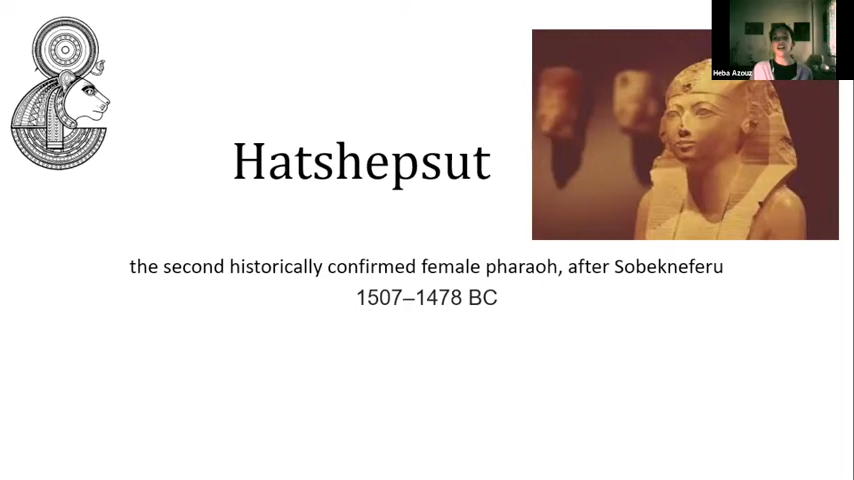 Heba Azouz
Hatshepsut
the second historically confirmed female pharaoh, after Sobekneferu
1507–1478 BC